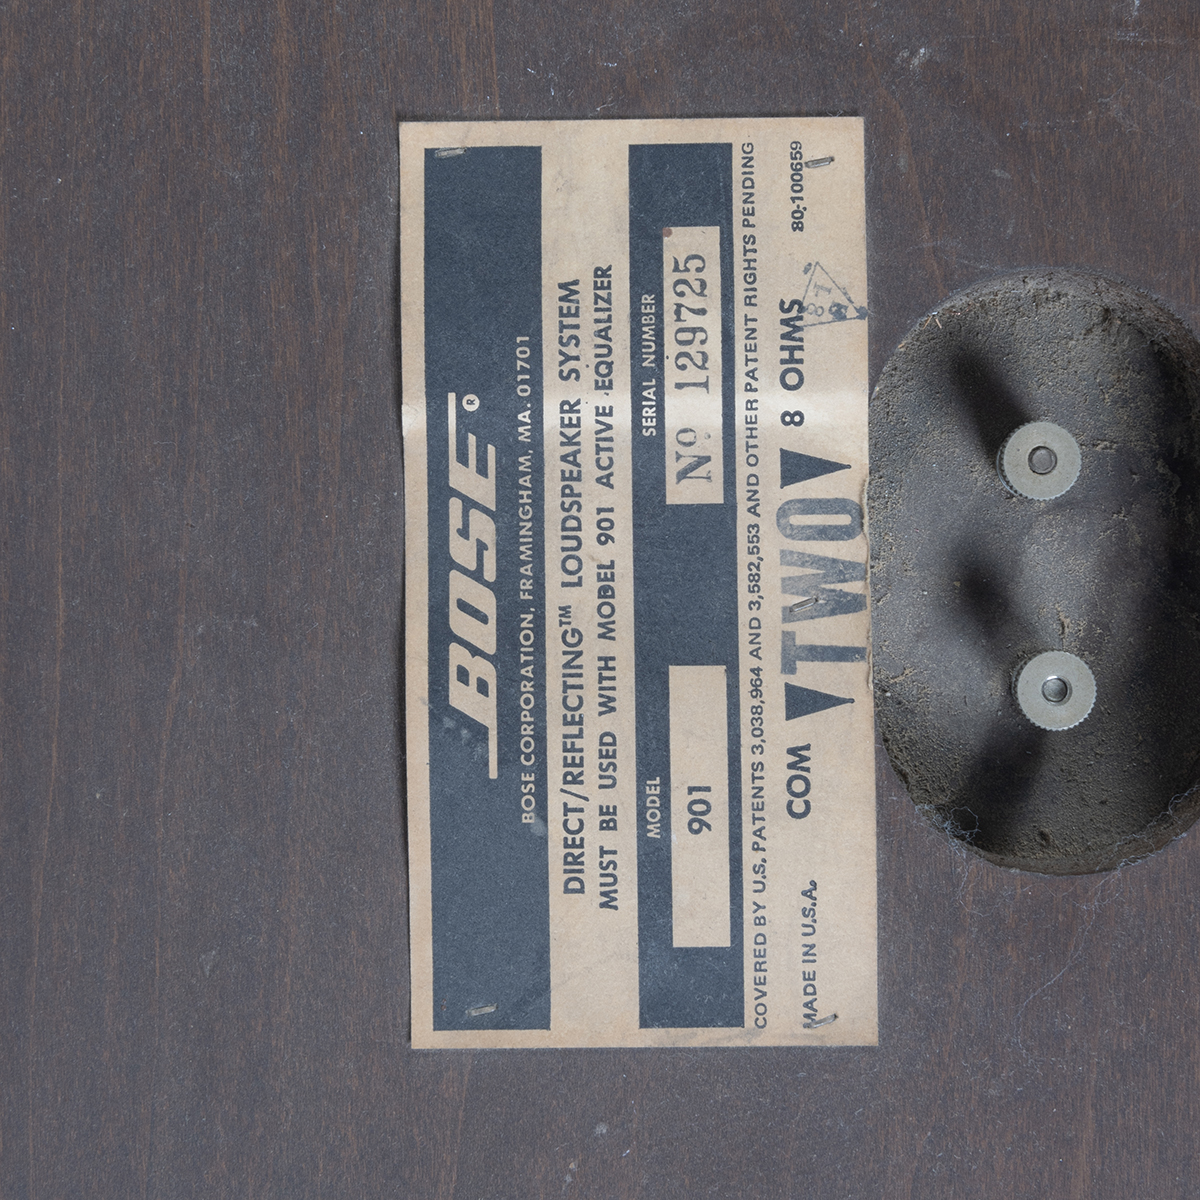 BOSE®
BOSE CORPORATION, FRAMINGHAM, MA. 01701
DIRECT/REFLECTING™ LOUDSPEAKER SYSTEM
MUST BE USED WITH MODEL 901 ACTIVE EQUALIZER
MODEL SERIAL NUMBER
901 Nº 129725
COVERED BY U.S. PATENTS 3,038,964 AND 3,582,553 AND OTHER PATENT RIGHTS PENDING
MADE IN U.S.A. COM 8 OHMS 80-100659
TWO